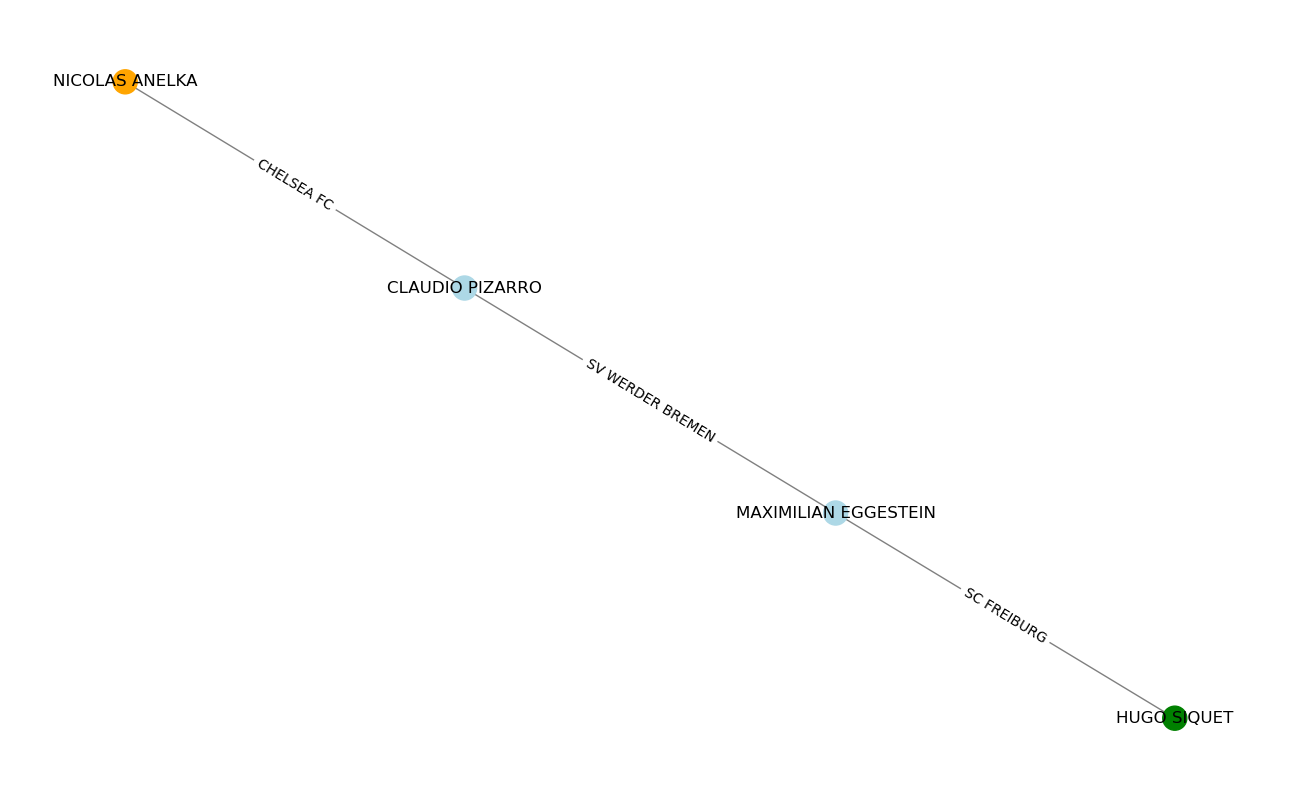 NICOLAS ANELKA
CHELSEA FC
CLAUDIO PIZARRO
SV WERDER BREMEN
MAXIMILIAN EGGESTEIN
SC FREIBURG
HUGO SIQUET